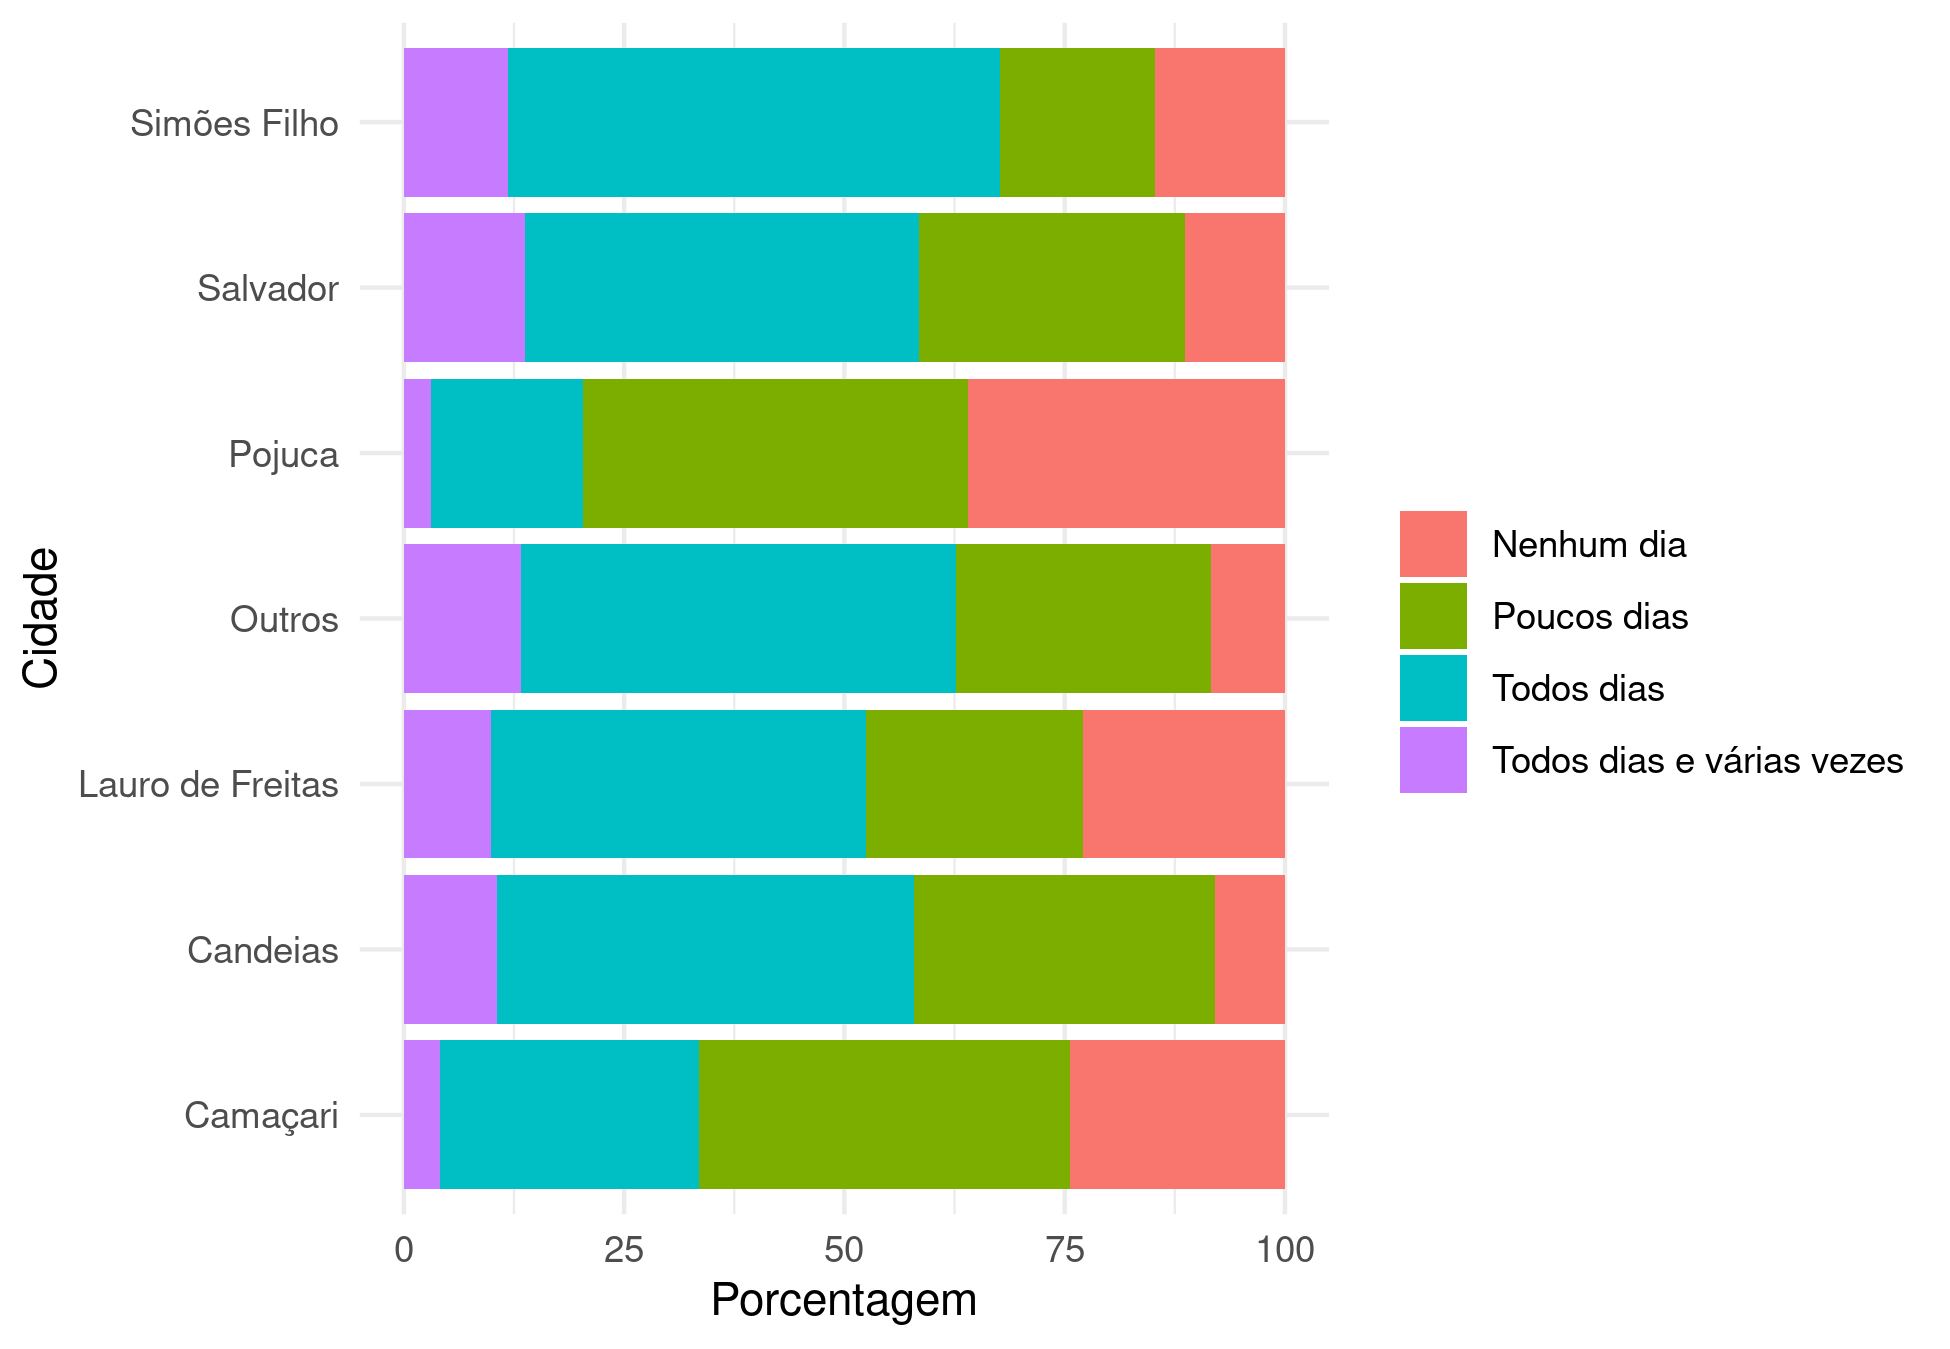 Cidade
Simões Filho
Salvador
Pojuca
Outros
Lauro de Freitas
Candeias
Camaçari
0 25 50 75 100
Porcentagem
Nenhum dia
Poucos dias
Todos dias
Todos dias e várias vezes